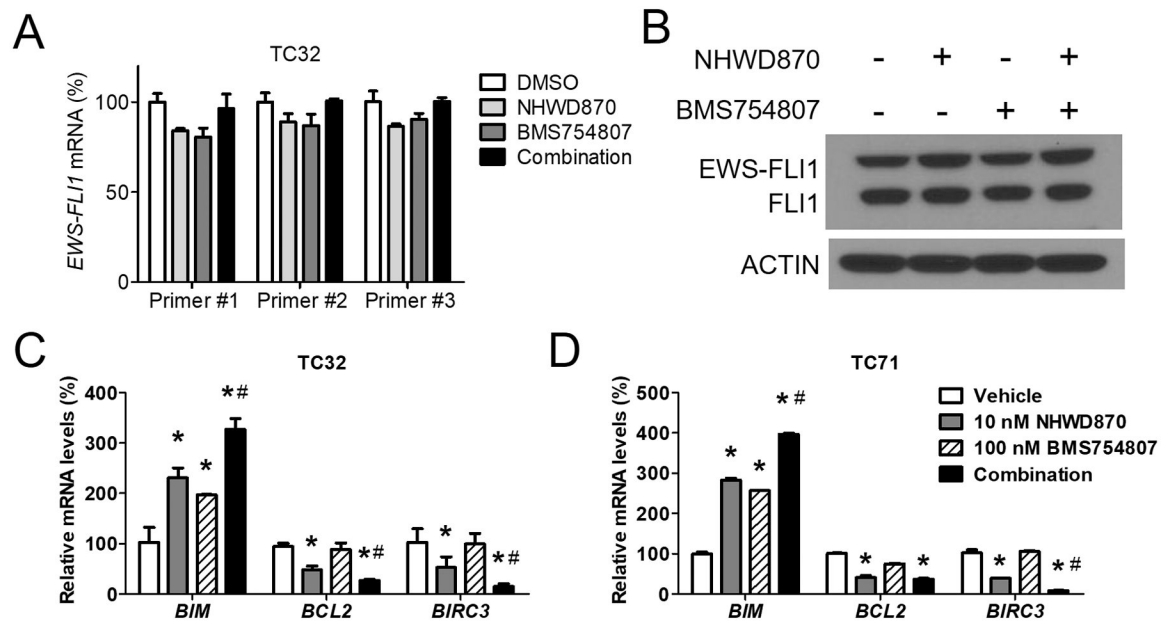 A
TC32
EWS-FLI1 mRNA (%)
100
50
0
Primer #1 Primer #2 Primer #3
DMSO
NHWD870
BMS754807
Combination
B
NHWD870 - + - +
BMS754807 - - + +
EWS-FLI1
FLI1
ACTIN
C
TC32
Relative mRNA levels (%)
400
300
200
100
0
* * *#
* *#
* *#
BIM BCL2 BIRC3
D
TC71
Relative mRNA levels (%)
500
400
300
200
100
0
* * *#
* *
* *#
BIM BCL2 BIRC3
Vehicle
10 nM NHWD870
100 nM BMS754807
Combination